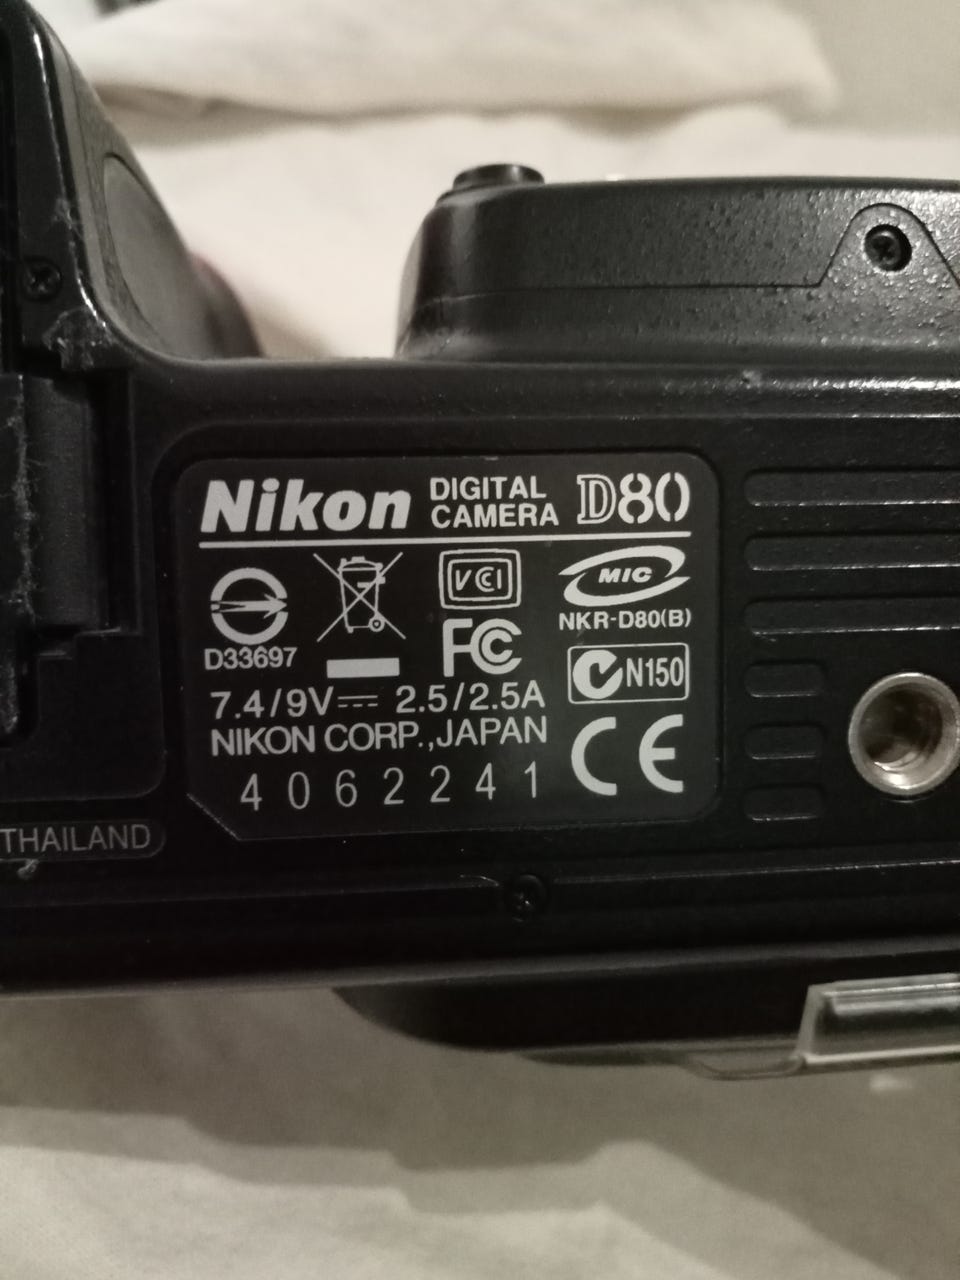 Nikon DIGITAL CAMERA D80
VCI
MIC
NKR-D80(B)
D33697
FC
N150
7.4/9V⎓ 2.5/2.5A
NIKON CORP.,JAPAN
CE
4062241
THAILAND